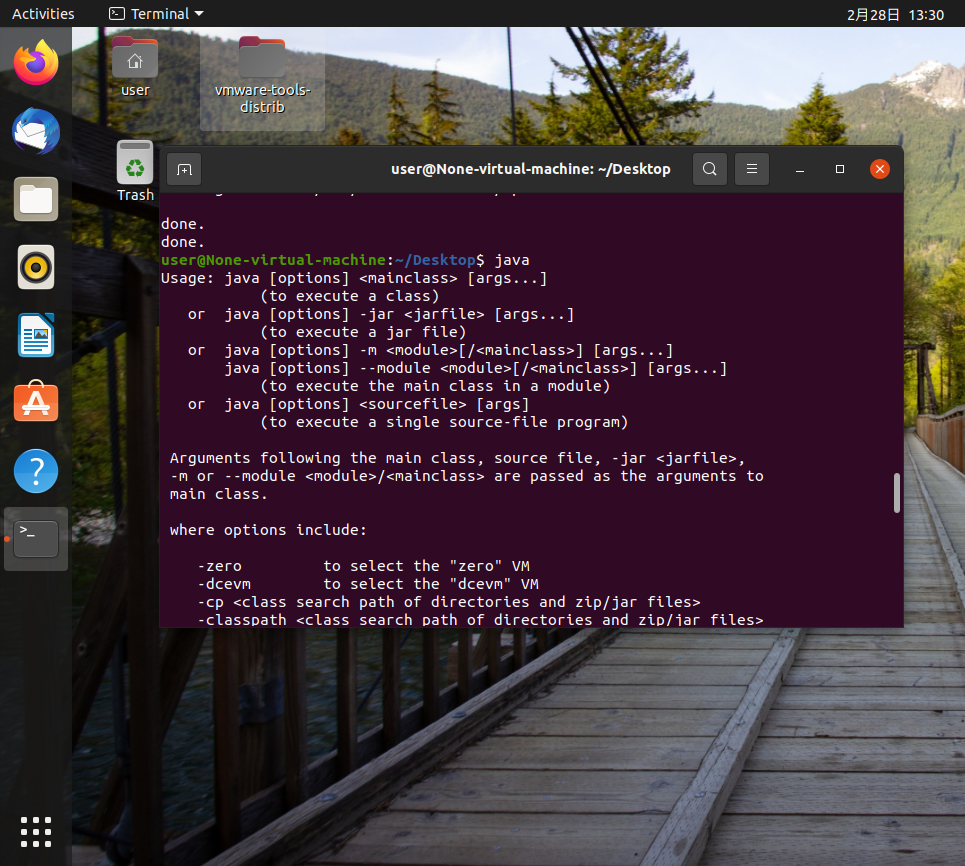 Activities
Terminal
2月28日 13:30
user
vmware-tools-
distrib
Trash
user@None-virtual-machine: ~/Desktop
done.
done.
user@None-virtual-machine:~/Desktop$ java
Usage: java [options] <mainclass> [args...]
(to execute a class)
or java [options] -jar <jarfile> [args...]
(to execute a jar file)
or java [options] -m <module>[/<mainclass>] [args...]
java [options] --module <module>[/<mainclass>] [args...]
(to execute the main class in a module)
or java [options] <sourcefile> [args]
(to execute a single source-file program)
Arguments following the main class, source file, -jar <jarfile>,
-m or --module <module>/<mainclass> are passed as the arguments to
main class.
where options include:
-zero to select the "zero" VM
-dcevm to select the "dcevm" VM
-cp <class search path of directories and zip/jar files>
-classpath <class search path of directories and zip/jar files>